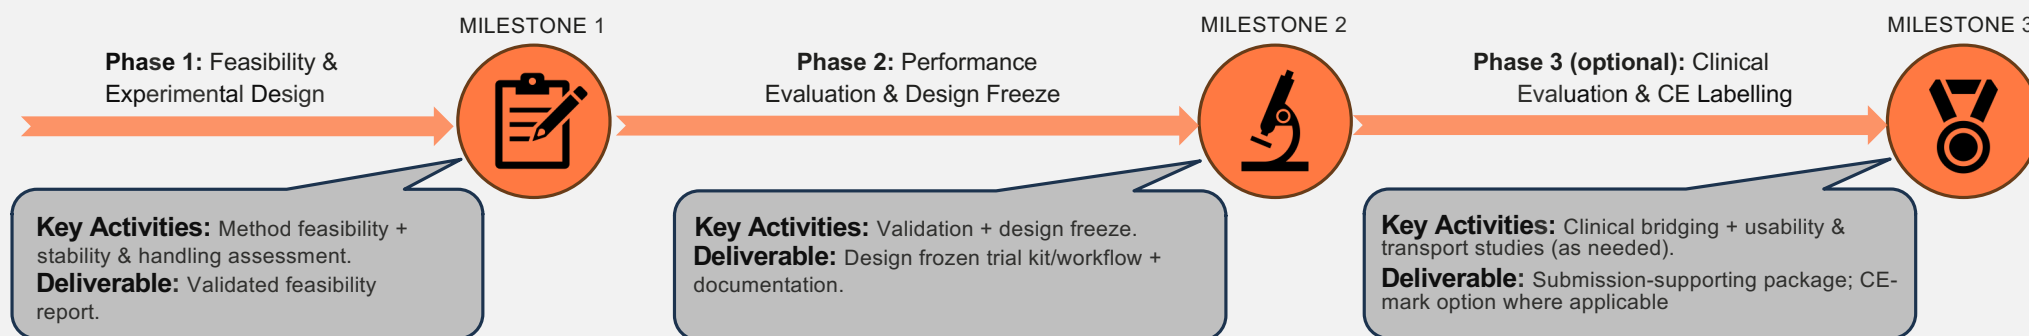 MILESTONE 1
Phase 1: Feasibility &
Experimental Design
Key Activities: Method feasibility +
stability & handling assessment.
Deliverable: Validated feasibility
report.
MILESTONE 2
Phase 2: Performance
Evaluation & Design Freeze
Key Activities: Validation + design freeze.
Deliverable: Design frozen trial kit/workflow +
documentation.
MILESTONE 3
Phase 3 (optional): Clinical
Evaluation & CE Labelling
Key Activities: Clinical bridging + usability &
transport studies (as needed).
Deliverable: Submission-supporting package; CE-
mark option where applicable